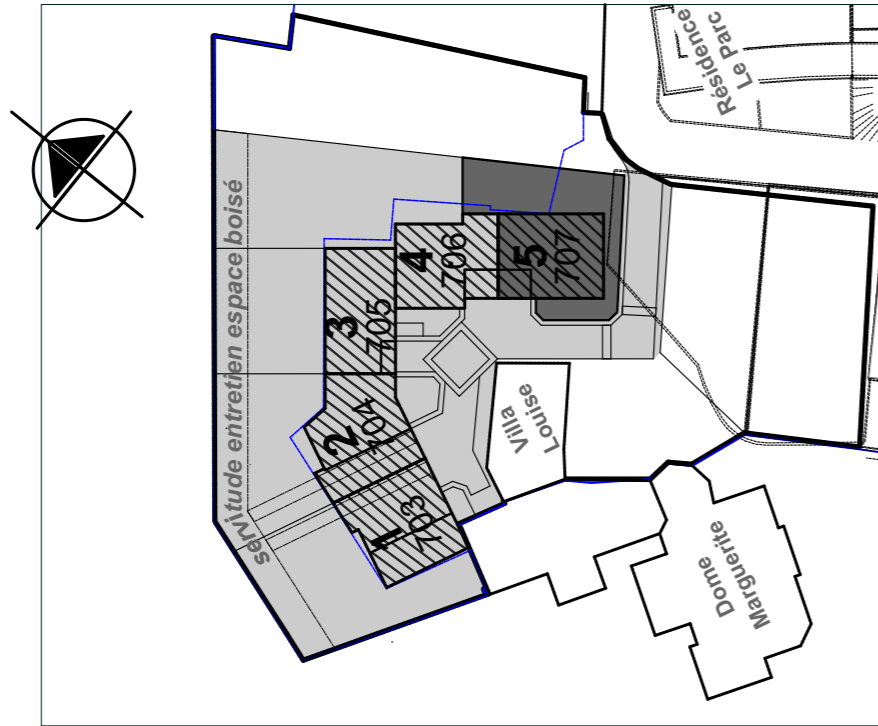 Résidence
Le Parc
servitude entretien espace boisé
5
707
4
706
3
705
2
704
1
703
Villa
Louise
Dome
Marguerite